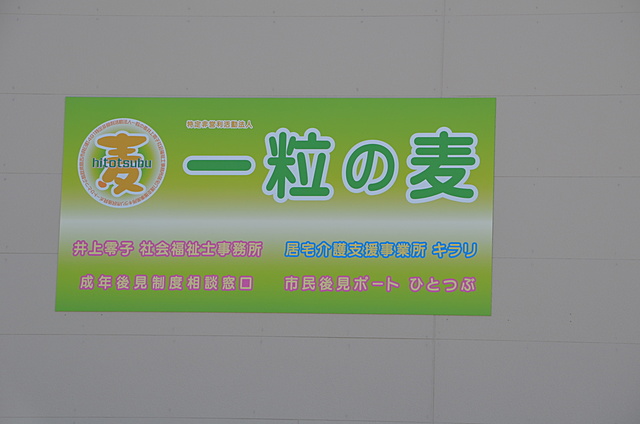 特定非営利活動法人
一粒の麦
麦
hitotsubu
井上零子 社会福祉士事務所
居宅介護支援事業所 キラリ
成年後見制度相談窓口
市民後見ポート ひとつぶ